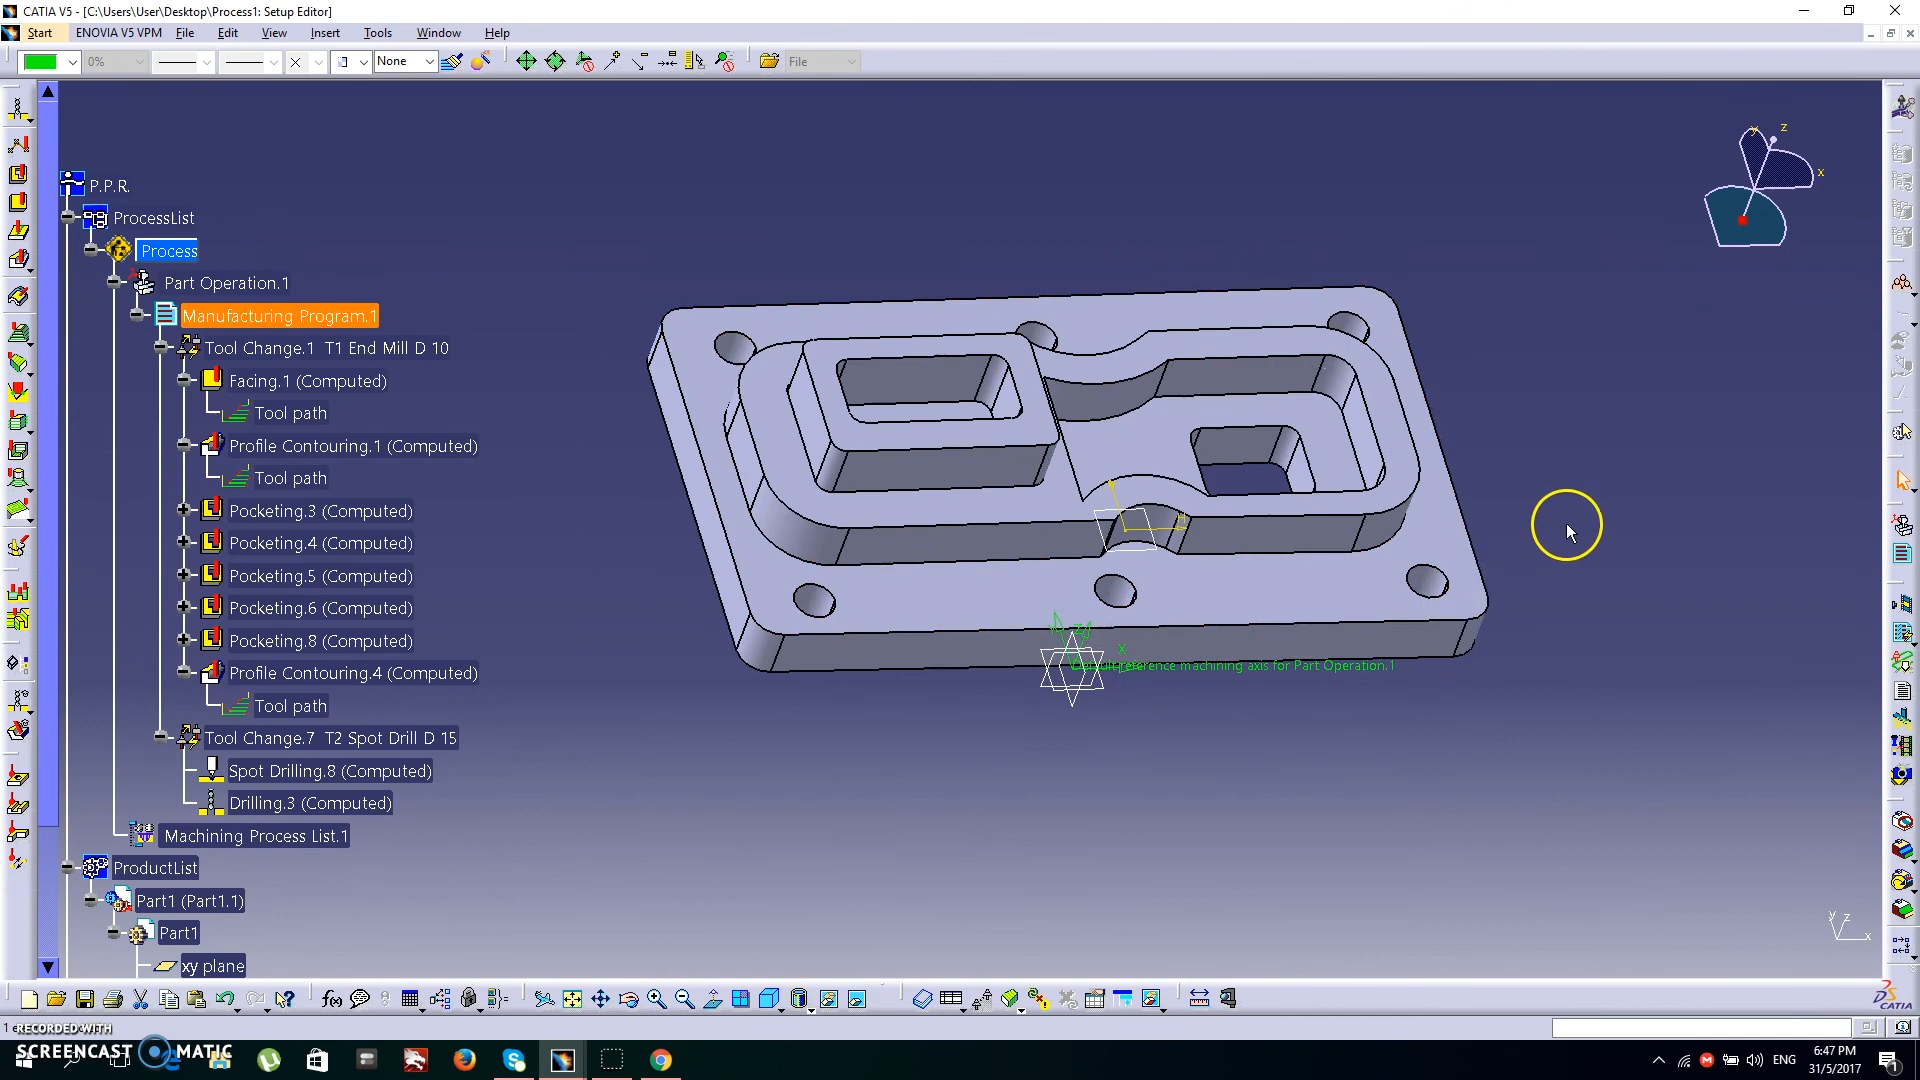 CATIA V5 - [C:\Users\User\Desktop\Process1: Setup Editor]
Start ENOVIA V5 VPM File Edit View Insert Tools Window Help
0% None File
P.P.R.
ProcessList
Process
Part Operation.1
Manufacturing Program.1
Tool Change.1 T1 End Mill D 10
Facing.1 (Computed)
Tool path
Profile Contouring.1 (Computed)
Tool path
Pocketing.3 (Computed)
Pocketing.4 (Computed)
Pocketing.5 (Computed)
Pocketing.6 (Computed)
Pocketing.8 (Computed)
Profile Contouring.4 (Computed)
Tool path
Tool Change.7 T2 Spot Drill D 15
Spot Drilling.8 (Computed)
Drilling.3 (Computed)
Machining Process List.1
ProductList
Part1 (Part1.1)
Part1
xy plane
y z
x
H
X
Default reference machining axis for Part Operation.1
y z
x
f(x)
CATIA
RECORDED WITH
SCREENCAST MATIC
ENG
6:47 PM
31/5/2017